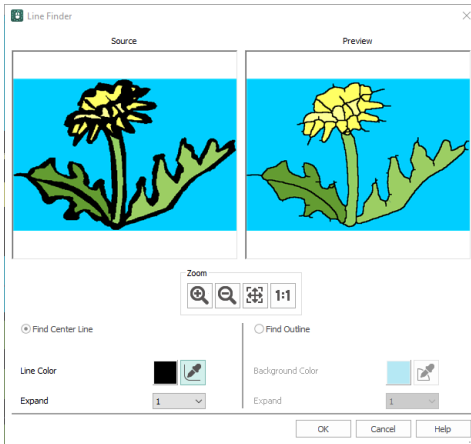 Line Finder
Source Preview
Zoom
1:1
Find Center Line Find Outline
Line Color Background Color
Expand 1 Expand 1
OK Cancel Help